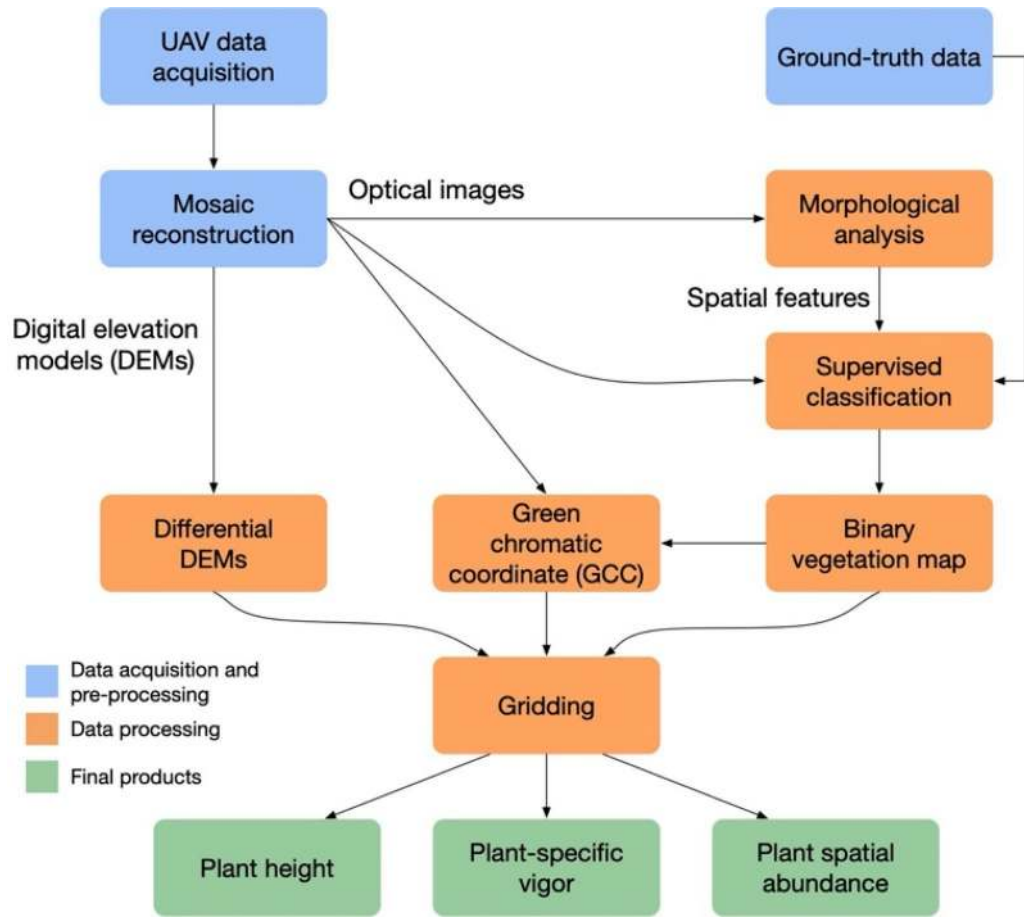 UAV data
acquisition
Ground-truth data
Mosaic
reconstruction
Optical images
Morphological
analysis
Spatial features
Digital elevation
models (DEMs)
Supervised
classification
Differential
DEMs
Green
chromatic
coordinate (GCC)
Binary
vegetation map
Data acquisition and
pre-processing
Data processing
Final products
Gridding
Plant height
Plant-specific
vigor
Plant spatial
abundance